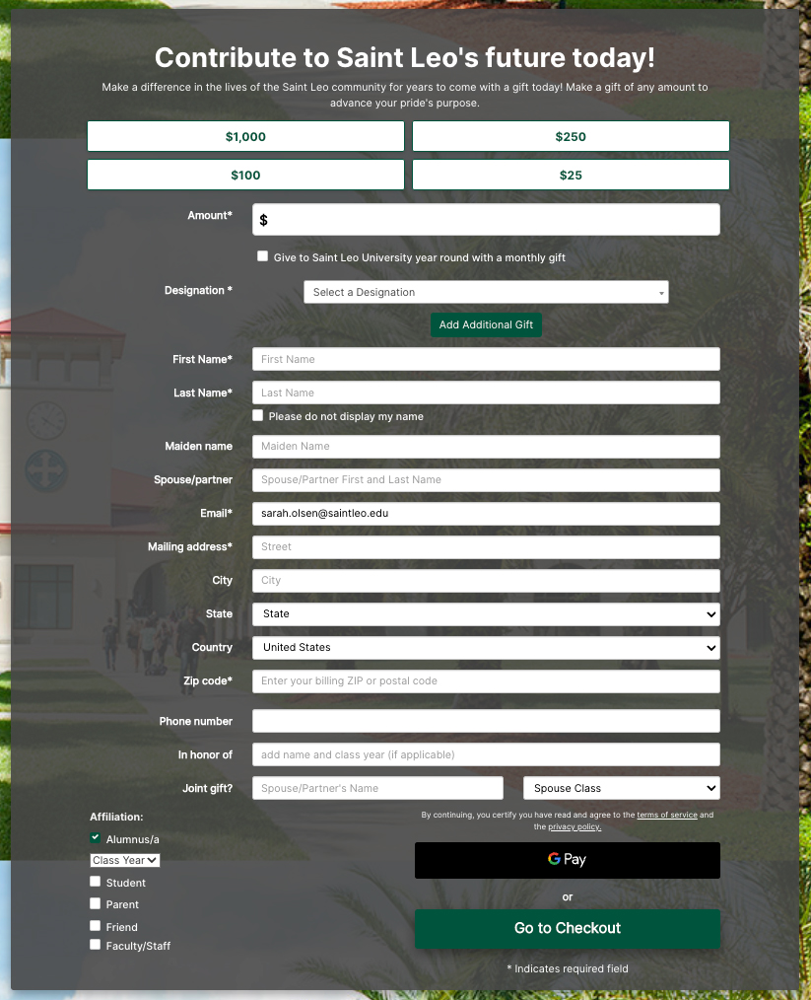 Contribute to Saint Leo's future today!
Make a difference in the lives of the Saint Leo community for years to come with a gift today! Make a gift of any amount to
advance your pride's purpose.
$1,000
$250
$100
$25
Amount*
$
Give to Saint Leo University year round with a monthly gift
Designation *
Select a Designation
Add Additional Gift
First Name*
First Name
Last Name*
Last Name
Please do not display my name
Maiden name
Maiden Name
Spouse/partner
Spouse/Partner First and Last Name
Email*
sarah.olsen@saintleo.edu
Mailing address*
Street
City
City
State
State
Country
United States
Zip code*
Enter your billing ZIP or postal code
Phone number
In honor of
add name and class year (if applicable)
Joint gift?
Spouse/Partner's Name
Spouse Class
Affiliation:
Alumnus/a
Class Year
Student
Parent
Friend
Faculty/Staff
By continuing, you certify you have read and agree to the terms of service and
the privacy policy.
G Pay
or
Go to Checkout
* Indicates required field